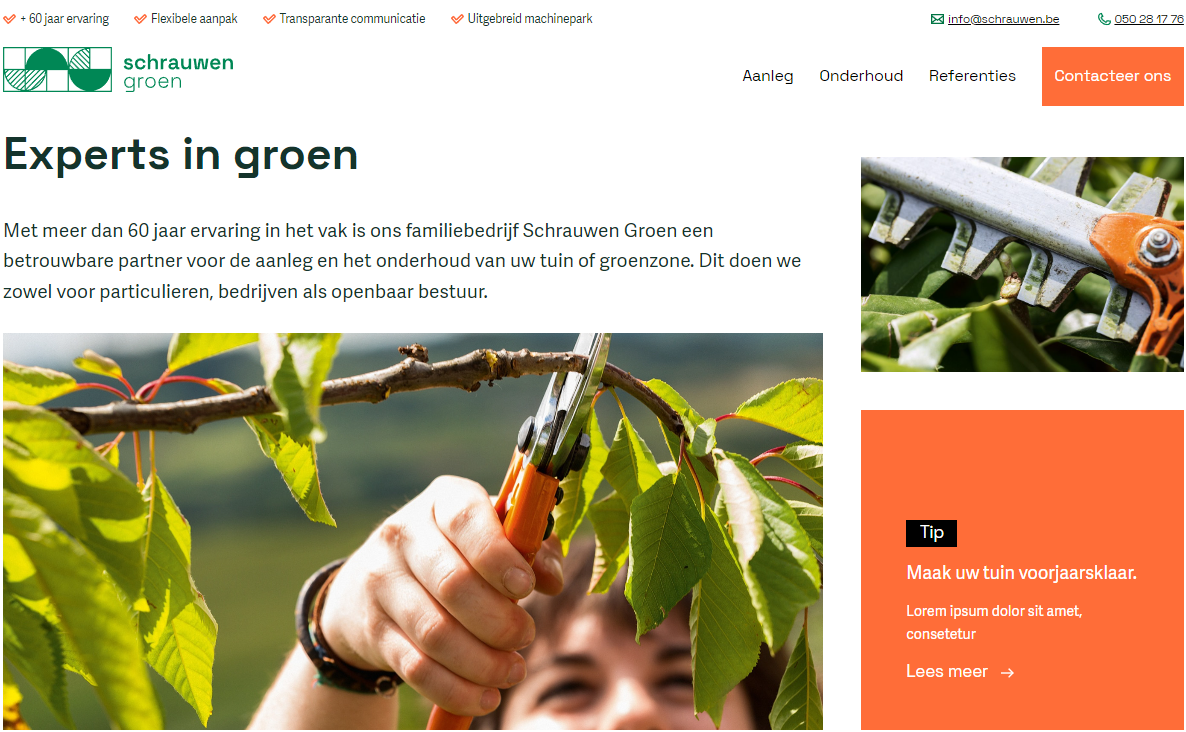 + 60 jaar ervaring
Flexibele aanpak
Transparante communicatie
Uitgebreid machinepark
info@schrauwen.be
050 28 17 76
schrauwen
groen
Aanleg
Onderhoud
Referenties
Contacteer ons
Experts in groen
Met meer dan 60 jaar ervaring in het vak is ons familiebedrijf Schrauwen Groen een
betrouwbare partner voor de aanleg en het onderhoud van uw tuin of groenzone. Dit doen we
zowel voor particulieren, bedrijven als openbaar bestuur.
Tip
Maak uw tuin voorjaarsklaar.
Lorem ipsum dolor sit amet,
consetetur
Lees meer →